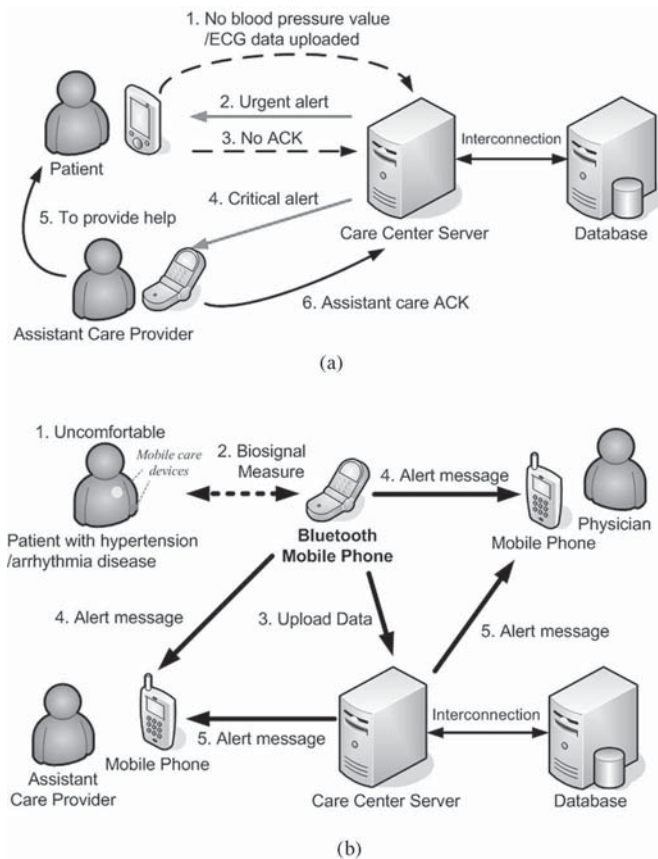 1. No blood pressure value
/ECG data uploaded
2. Urgent alert
3. No ACK
Interconnection
Patient
4. Critical alert
5. To provide help
Care Center Server
Database
6. Assistant care ACK
Assistant Care Provider
(a)
1. Uncomfortable
Mobile care
devices
2. Biosignal
Measure
4. Alert message
Physician
Patient with hypertension
/arrhythmia disease
Bluetooth
Mobile Phone
Mobile Phone
4. Alert message
3. Upload Data
5. Alert message
Interconnection
5. Alert message
Mobile Phone
Assistant
Care Provider
Care Center Server
Database
(b)